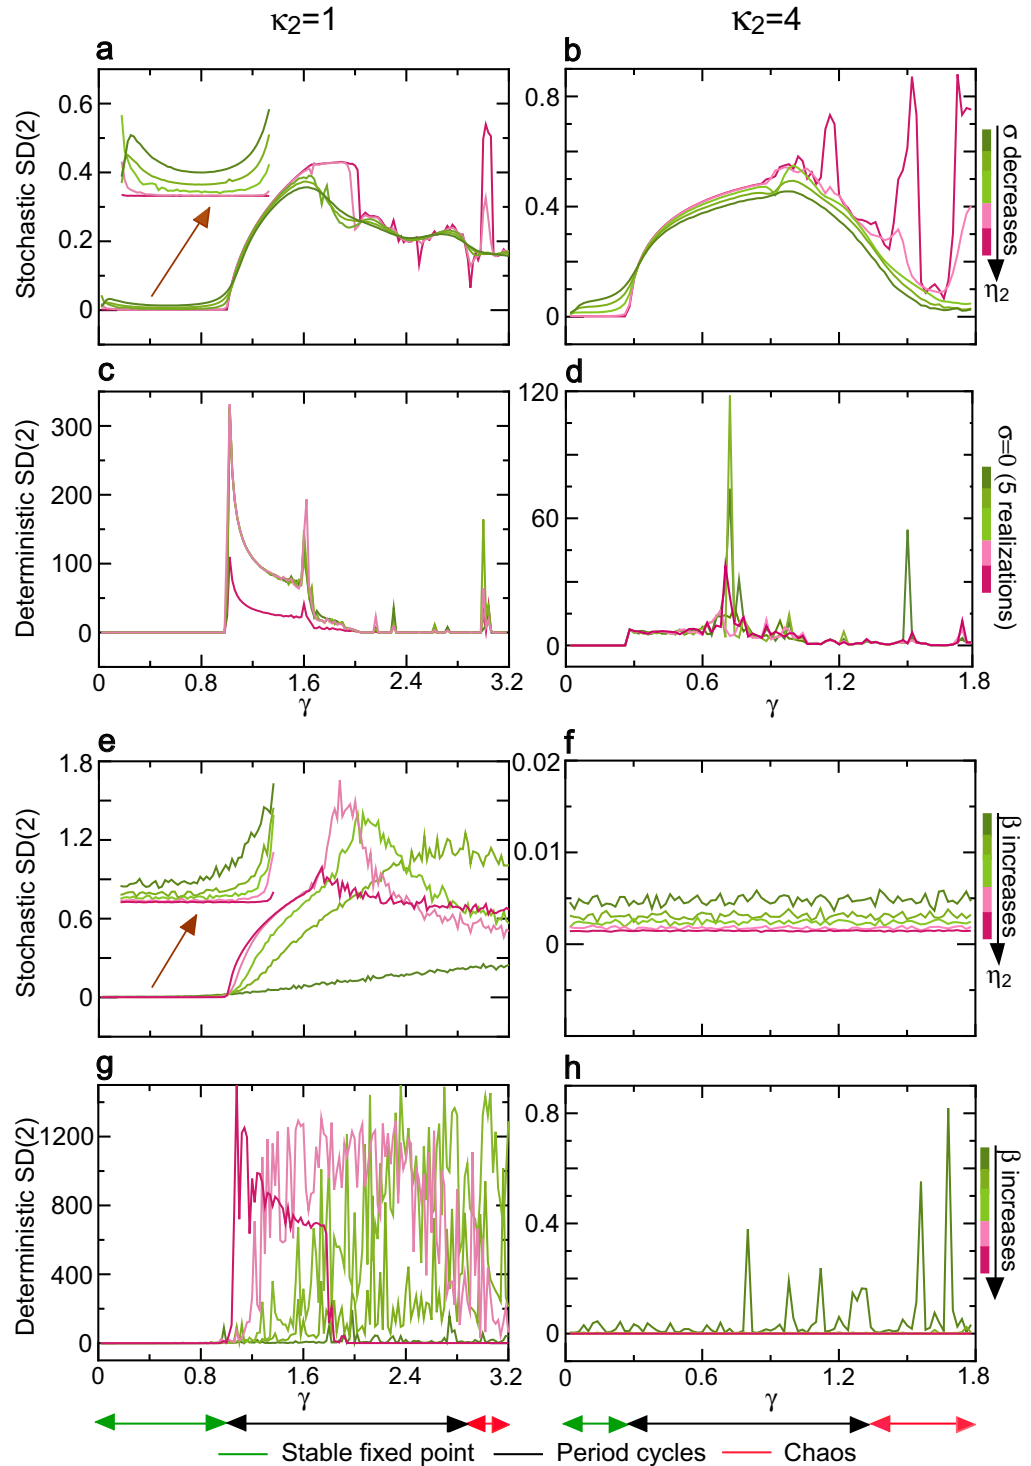 κ2=1
κ2=4
a
b
Stochastic SD(2)
0.6
0.4
0.2
0
0.8
0.4
0
σ decreases
η2
c
d
Deterministic SD(2)
300
200
100
0
120
60
30
0
σ=0 (5 realizations)
0
0.8
1.6
2.4
3.2
γ
0
0.6
1.2
1.8
γ
e
f
Stochastic SD(2)
1.8
1.2
0.6
0
0.02
0.01
0
β increases
η2
g
h
Deterministic SD(2)
1200
800
400
0
0.8
0.4
0
β increases
0
0.8
1.6
2.4
3.2
γ
0
0.6
1.2
1.8
γ
Stable fixed point
Period cycles
Chaos